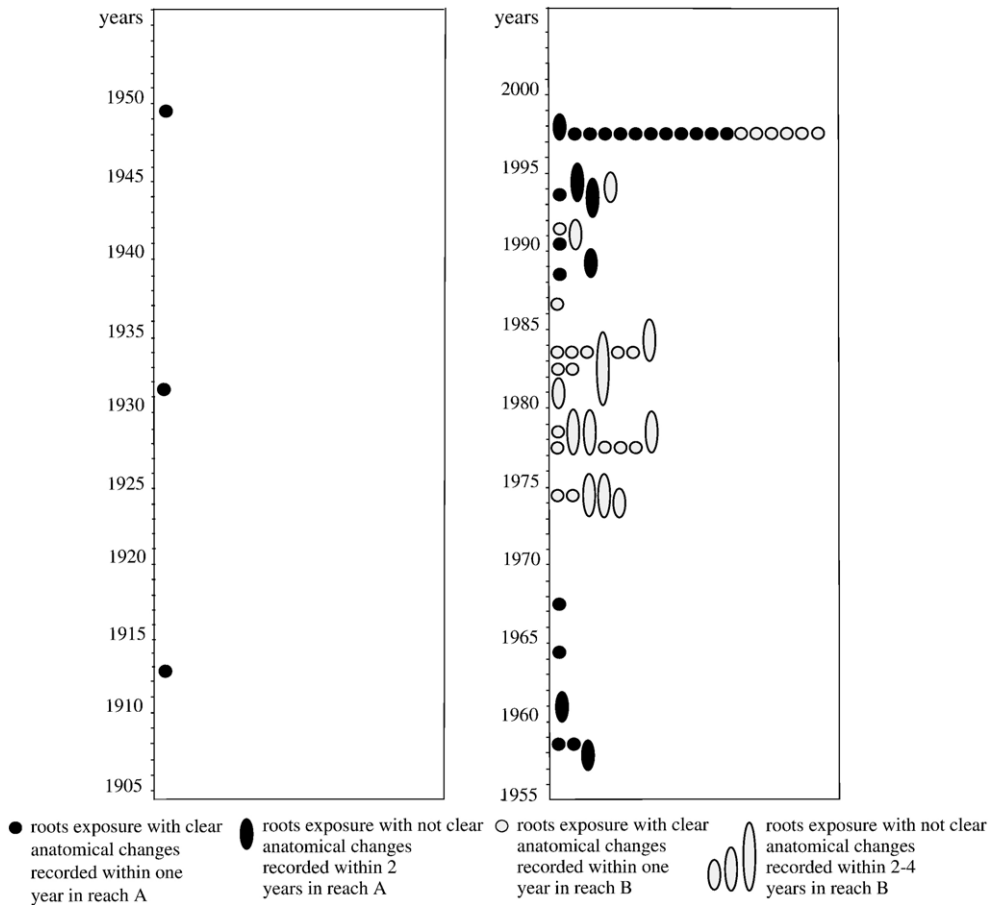 years
1950
1945
1940
1935
1930
1925
1920
1915
1910
1905
years
2000
1995
1990
1985
1980
1975
1970
1965
1960
1955
roots exposure with clear
anatomical changes
recorded within one
year in reach A
roots exposure with not clear
anatomical changes
recorded within 2
years in reach A
roots exposure with clear
anatomical changes
recorded within one
year in reach B
roots exposure with not clear
anatomical changes
recorded within 2-4
years in reach B